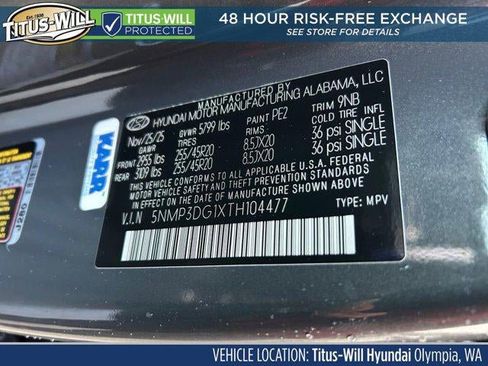 EST. 1938
TITUS-WILL
TITUS-WILL
PROTECTED
48 HOUR RISK-FREE EXCHANGE
SEE STORE FOR DETAILS
MANUFACTURED BY
HYUNDAI MOTOR MANUFACTURING ALABAMA, LLC
Nov/25/25 GVWR 5799 lbs PAINT PE2 TRIM 9NB
GAWR TIRES RIMS COLD TIRE INFL
FRONT 2955 lbs 255/45R20 8.5JX20 36 psi SINGLE
REAR 3109 lbs 255/45R20 8.5JX20 36 psi SINGLE
THIS VEHICLE CONFORMS TO ALL APPLICABLE U.S.A. FEDERAL
MOTOR VEHICLE SAFETY STANDARDS IN EFFECT ON THE
DATE OF MANUFACTURE SHOWN ABOVE.
V.I.N 5NMP3DG1XTH104477 TYPE: MPV
KARR
J280
VEHICLE LOCATION: Titus-Will Hyundai Olympia, WA